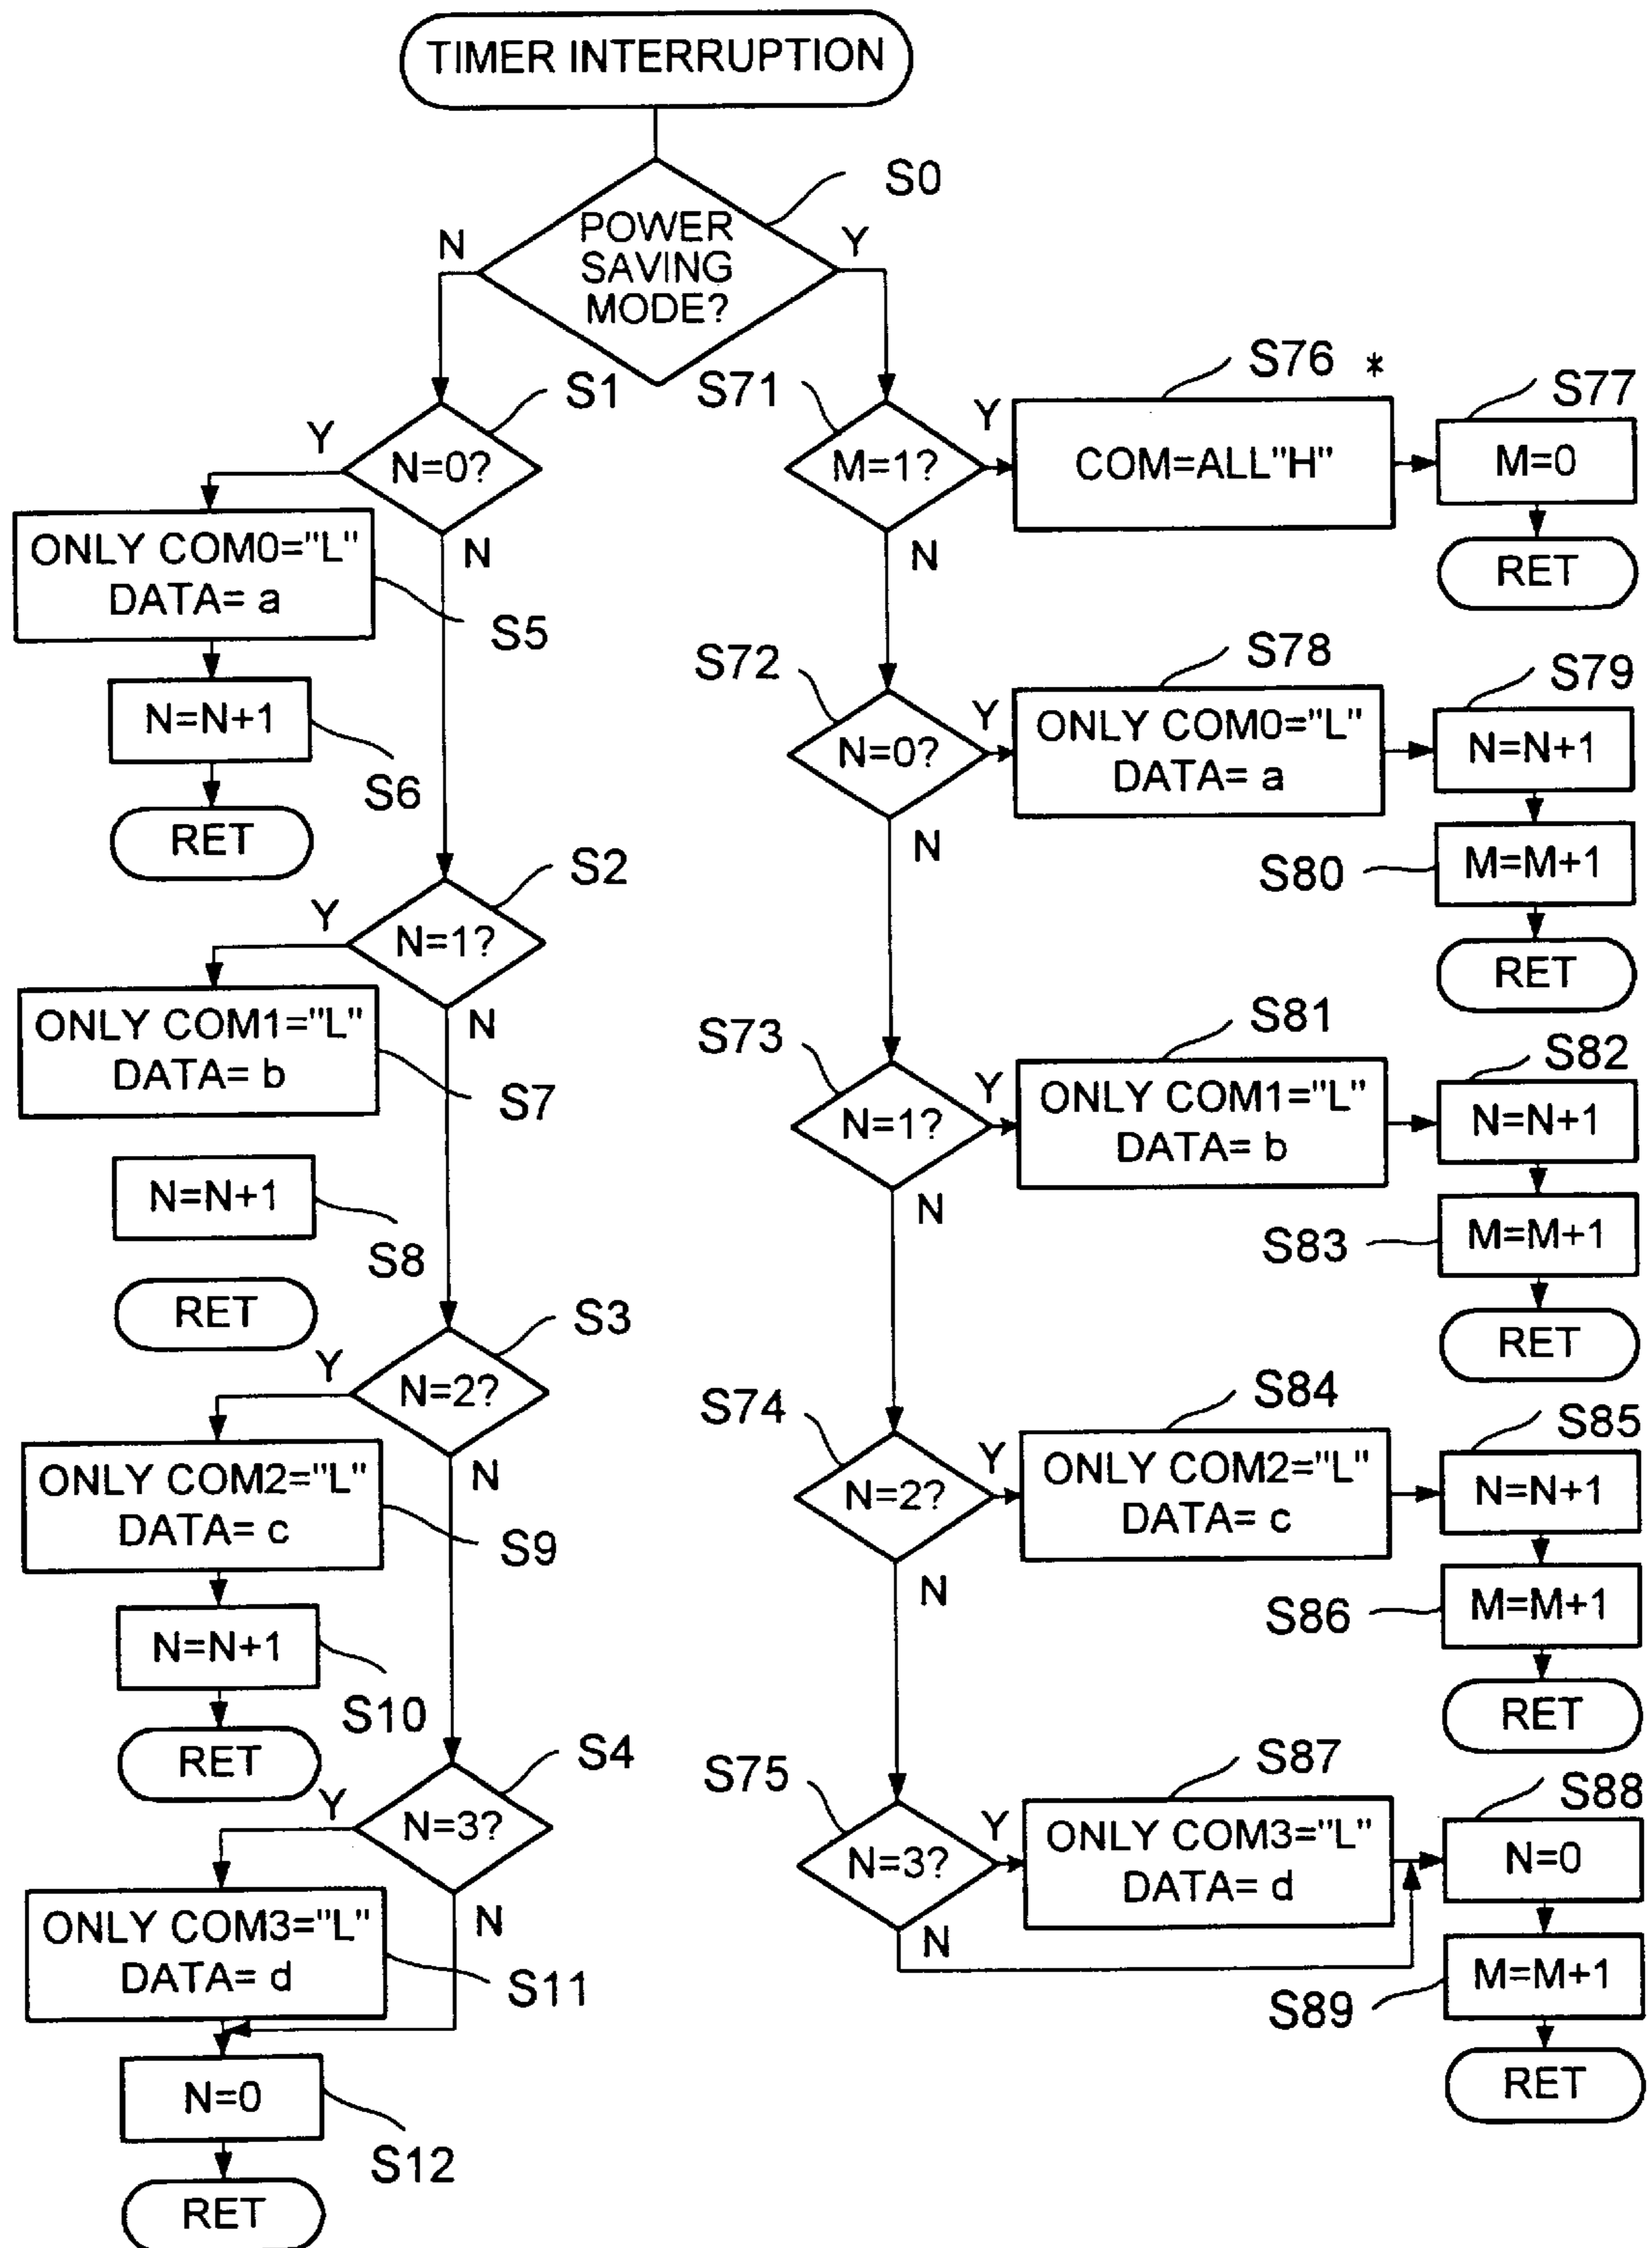 TIMER INTERRUPTION
S0
POWER
SAVING
MODE?
N
Y
S1
N=0?
Y
N
ONLY COM0="L"
DATA= a
S5
N=N+1
S6
RET
S2
N=1?
Y
N
ONLY COM1="L"
DATA= b
S7
N=N+1
S8
RET
S3
N=2?
Y
N
ONLY COM2="L"
DATA= c
S9
N=N+1
S10
RET
S4
N=3?
Y
N
ONLY COM3="L"
DATA= d
S11
N=0
S12
RET
S71
M=1?
Y
N
S76 *
COM=ALL"H"
S77
M=0
RET
S72
N=0?
Y
N
S78
ONLY COM0="L"
DATA= a
S79
N=N+1
S80
M=M+1
RET
S73
N=1?
Y
N
S81
ONLY COM1="L"
DATA= b
S82
N=N+1
S83
M=M+1
RET
S74
N=2?
Y
N
S84
ONLY COM2="L"
DATA= c
S85
N=N+1
S86
M=M+1
RET
S75
N=3?
Y
N
S87
ONLY COM3="L"
DATA= d
S88
N=0
S89
M=M+1
RET